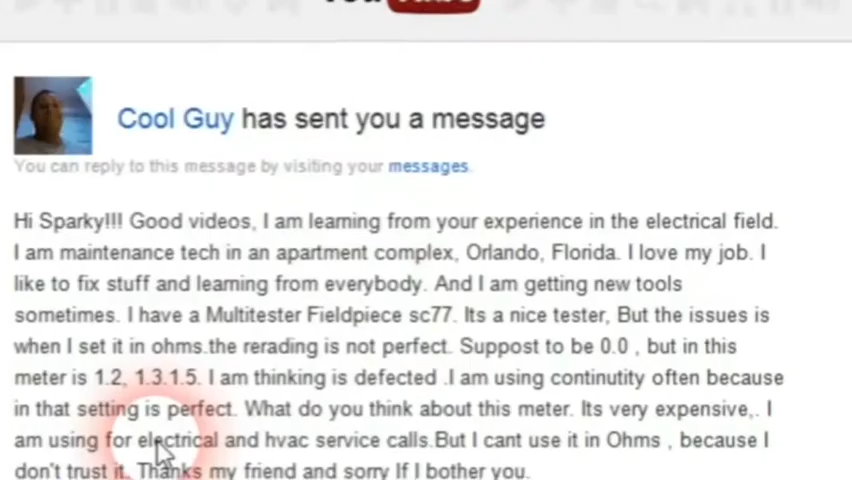 You
Cool Guy has sent you a message
You can reply to this message by visiting your messages.
Hi Sparky!!! Good videos, I am learning from your experience in the electrical field.
I am maintenance tech in an apartment complex, Orlando, Florida. I love my job. I
like to fix stuff and learning from everybody. And I am getting new tools
sometimes. I have a Multitester Fieldpiece sc77. Its a nice tester, But the issues is
when I set it in ohms.the rerading is not perfect. Suppost to be 0.0 , but in this
meter is 1.2, 1.3.1.5. I am thinking is defected .I am using continutity often because
in that setting is perfect. What do you think about this meter. Its very expensive,. I
am using for electrical and hvac service calls.But I cant use it in Ohms , because I
don't trust it. Thanks my friend and sorry If I bother you.